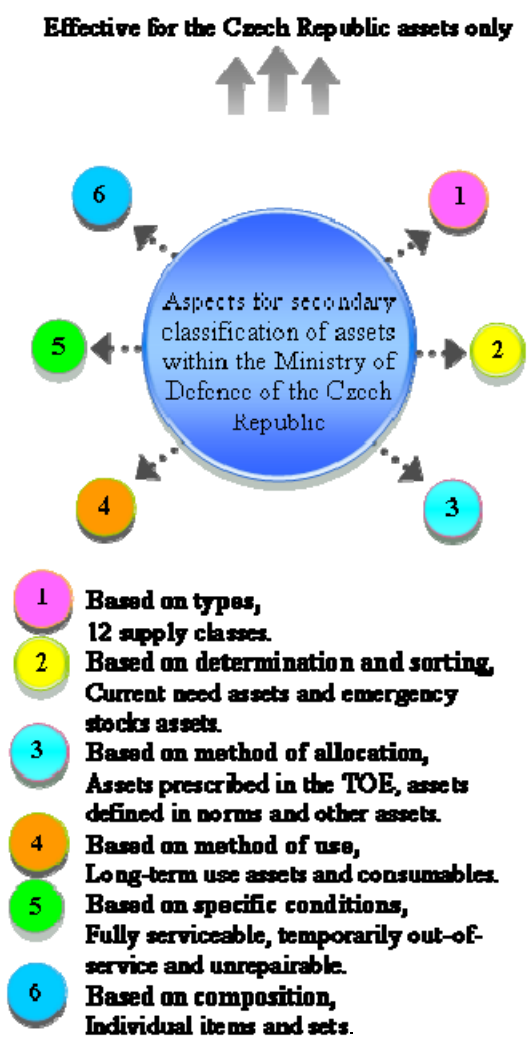 Effective for the Czech Republic assets only
6
1
Aspects for secondary
classification of assets
within the Ministry of
Defence of the Czech
Republic
5
2
4
3
1 Based on types,
12 supply classes.
2 Based on determination and sorting,
Current need assets and emergency
stocks assets.
3 Based on method of allocation,
Assets prescribed in the TOE, assets
defined in norms and other assets.
4 Based on method of use,
Long-term use assets and consumables.
5 Based on specific conditions,
Fully serviceable, temporarily out-of-
service and unrepairable.
6 Based on composition,
Individual items and sets.